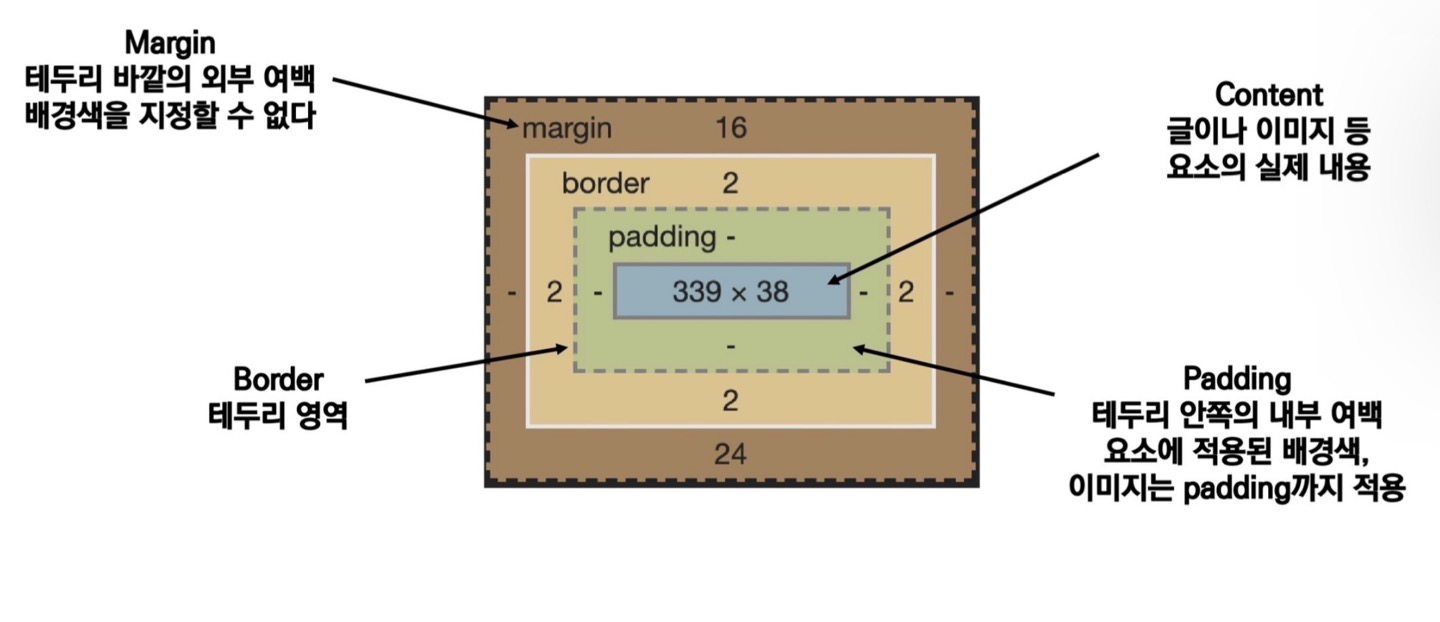 Margin
테두리 바깥의 외부 여백
배경색을 지정할 수 없다
Content
글이나 이미지 등
요소의 실제 내용
margin 16
border 2
padding -
- 2 - 339 × 38 - 2 -
-
2
24
Border
테두리 영역
Padding
테두리 안쪽의 내부 여백
요소에 적용된 배경색,
이미지는 padding까지 적용